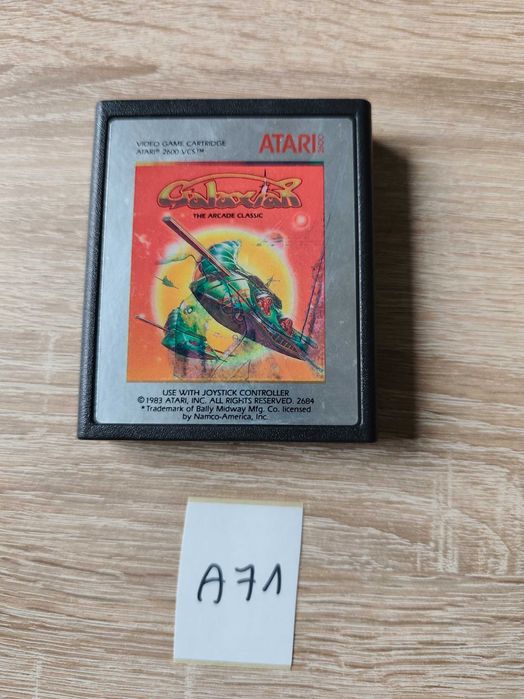 VIDEO GAME CARTRIDGE
ATARI® 2600 VCS™
ATARI 2600
Galaxian
THE ARCADE CLASSIC
USE WITH JOYSTICK CONTROLLER
© 1983 ATARI, INC. ALL RIGHTS RESERVED. 2684
*Trademark of Bally Midway Mfg. Co. licensed
by Namco-America, Inc.
A71